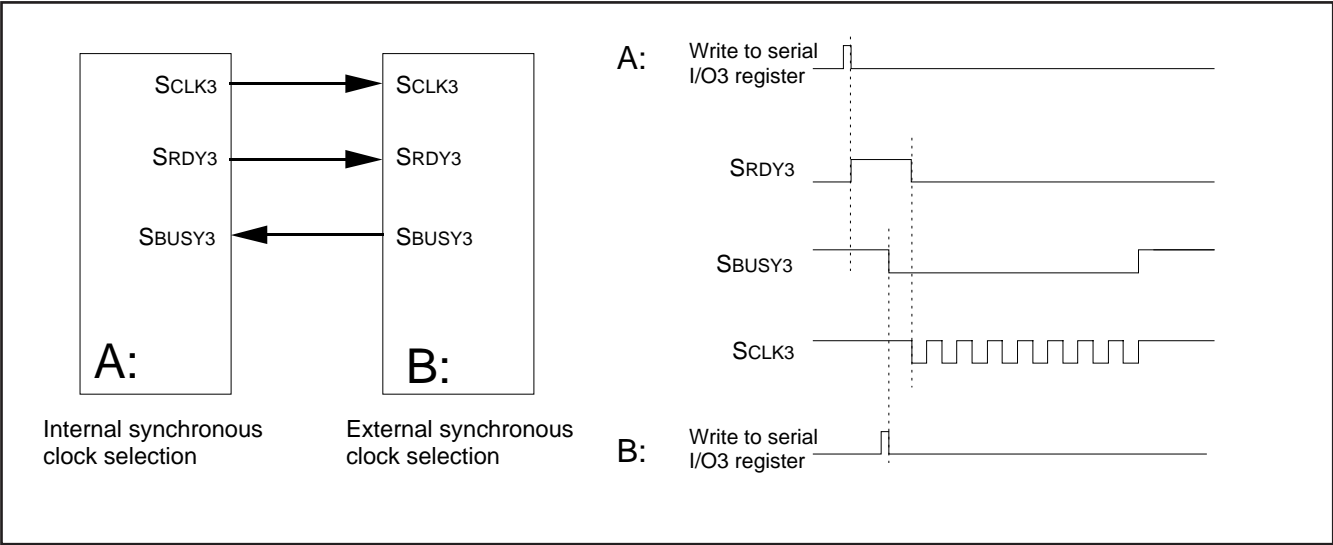 SCLK3
SCLK3
SRDY3
SRDY3
SBUSY3
SBUSY3
A:
B:
Internal synchronous
clock selection
External synchronous
clock selection
A:
Write to serial
I/O3 register
SRDY3
SBUSY3
SCLK3
B:
Write to serial
I/O3 register